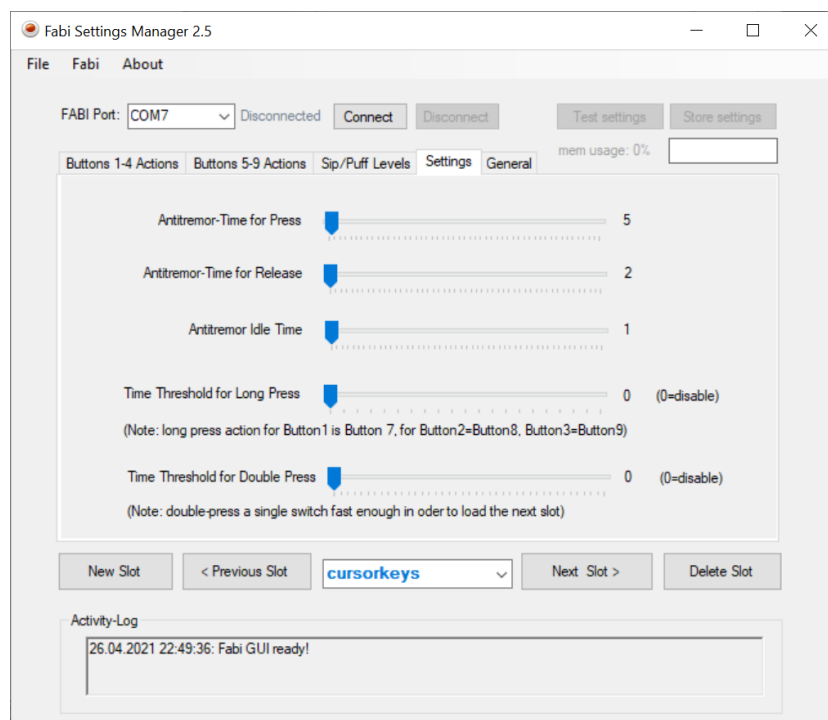 Fabi Settings Manager 2.5
File Fabi About
FABI Port: COM7 Disconnected Connect Disconnect Test settings Store settings
mem usage: 0%
Buttons 1-4 Actions Buttons 5-9 Actions Sip/Puff Levels Settings General
Antitremor-Time for Press 5
Antitremor-Time for Release 2
Antitremor Idle Time 1
Time Threshold for Long Press 0 (0=disable)
(Note: long press action for Button1 is Button 7, for Button2=Button8, Button3=Button9)
Time Threshold for Double Press 0 (0=disable)
(Note: double-press a single switch fast enough in oder to load the next slot)
New Slot < Previous Slot cursorkeys Next Slot > Delete Slot
Activity-Log
26.04.2021 22:49:36: Fabi GUI ready!